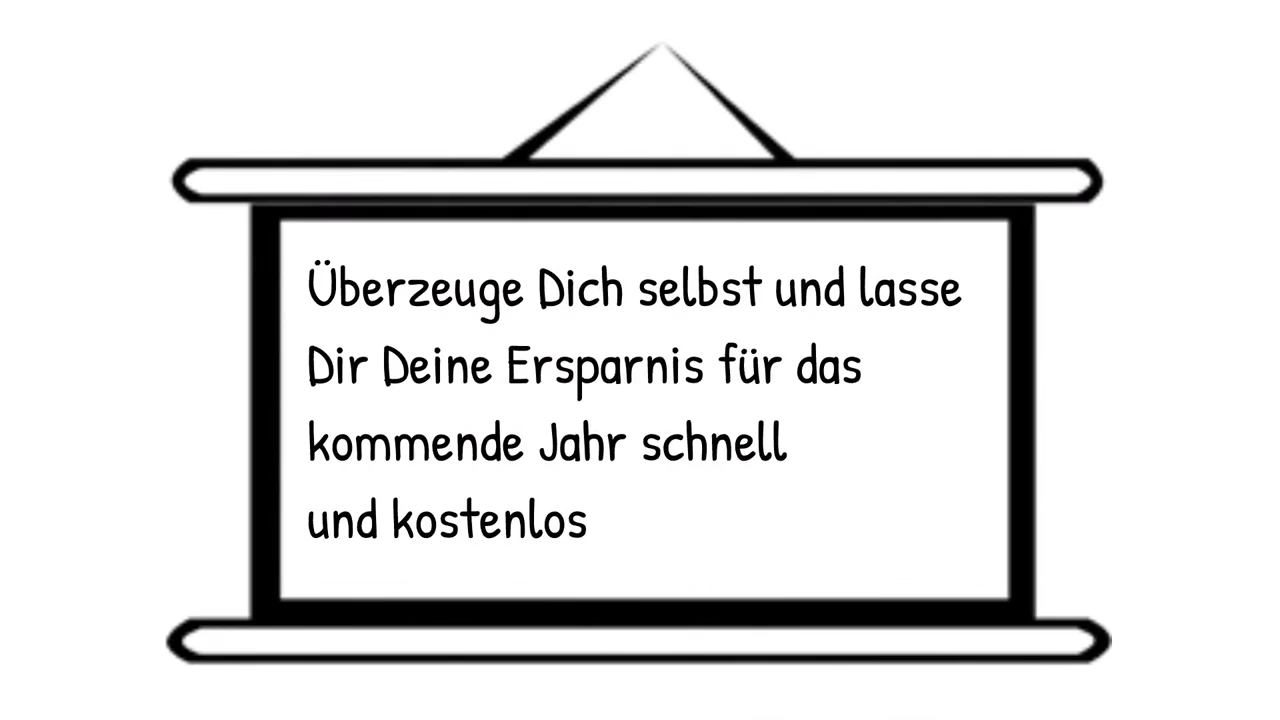 Überzeuge Dich selbst und lasse
Dir Deine Ersparnis für das
kommende Jahr schnell
und kostenlos